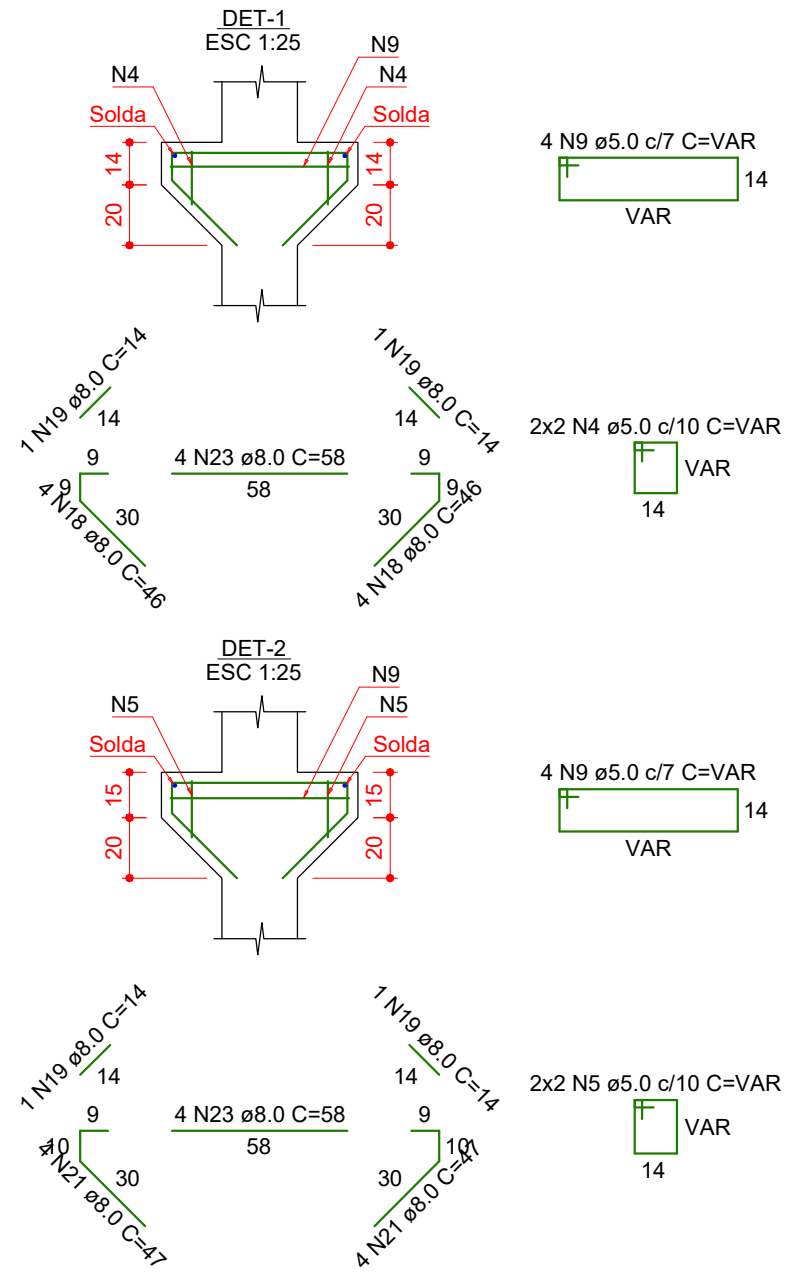 DET-1
ESC 1:25
N9
N4
N4
Solda
Solda
14
14
20
20
4 N9 ø5.0 c/7 C=VAR
14
VAR
1 N19 ø8.0 C=14
14
1 N19 ø8.0 C=14
14
9
9
30
4 N18 ø8.0 C=46
4 N23 ø8.0 C=58
58
9
9
30
4 N18 ø8.0 C=46
2x2 N4 ø5.0 c/10 C=VAR
VAR
14
DET-2
ESC 1:25
N9
N5
N5
Solda
Solda
15
15
20
20
4 N9 ø5.0 c/7 C=VAR
14
VAR
1 N19 ø8.0 C=14
14
1 N19 ø8.0 C=14
14
9
10
30
4 N21 ø8.0 C=47
4 N23 ø8.0 C=58
58
9
10
30
4 N21 ø8.0 C=47
2x2 N5 ø5.0 c/10 C=VAR
VAR
14